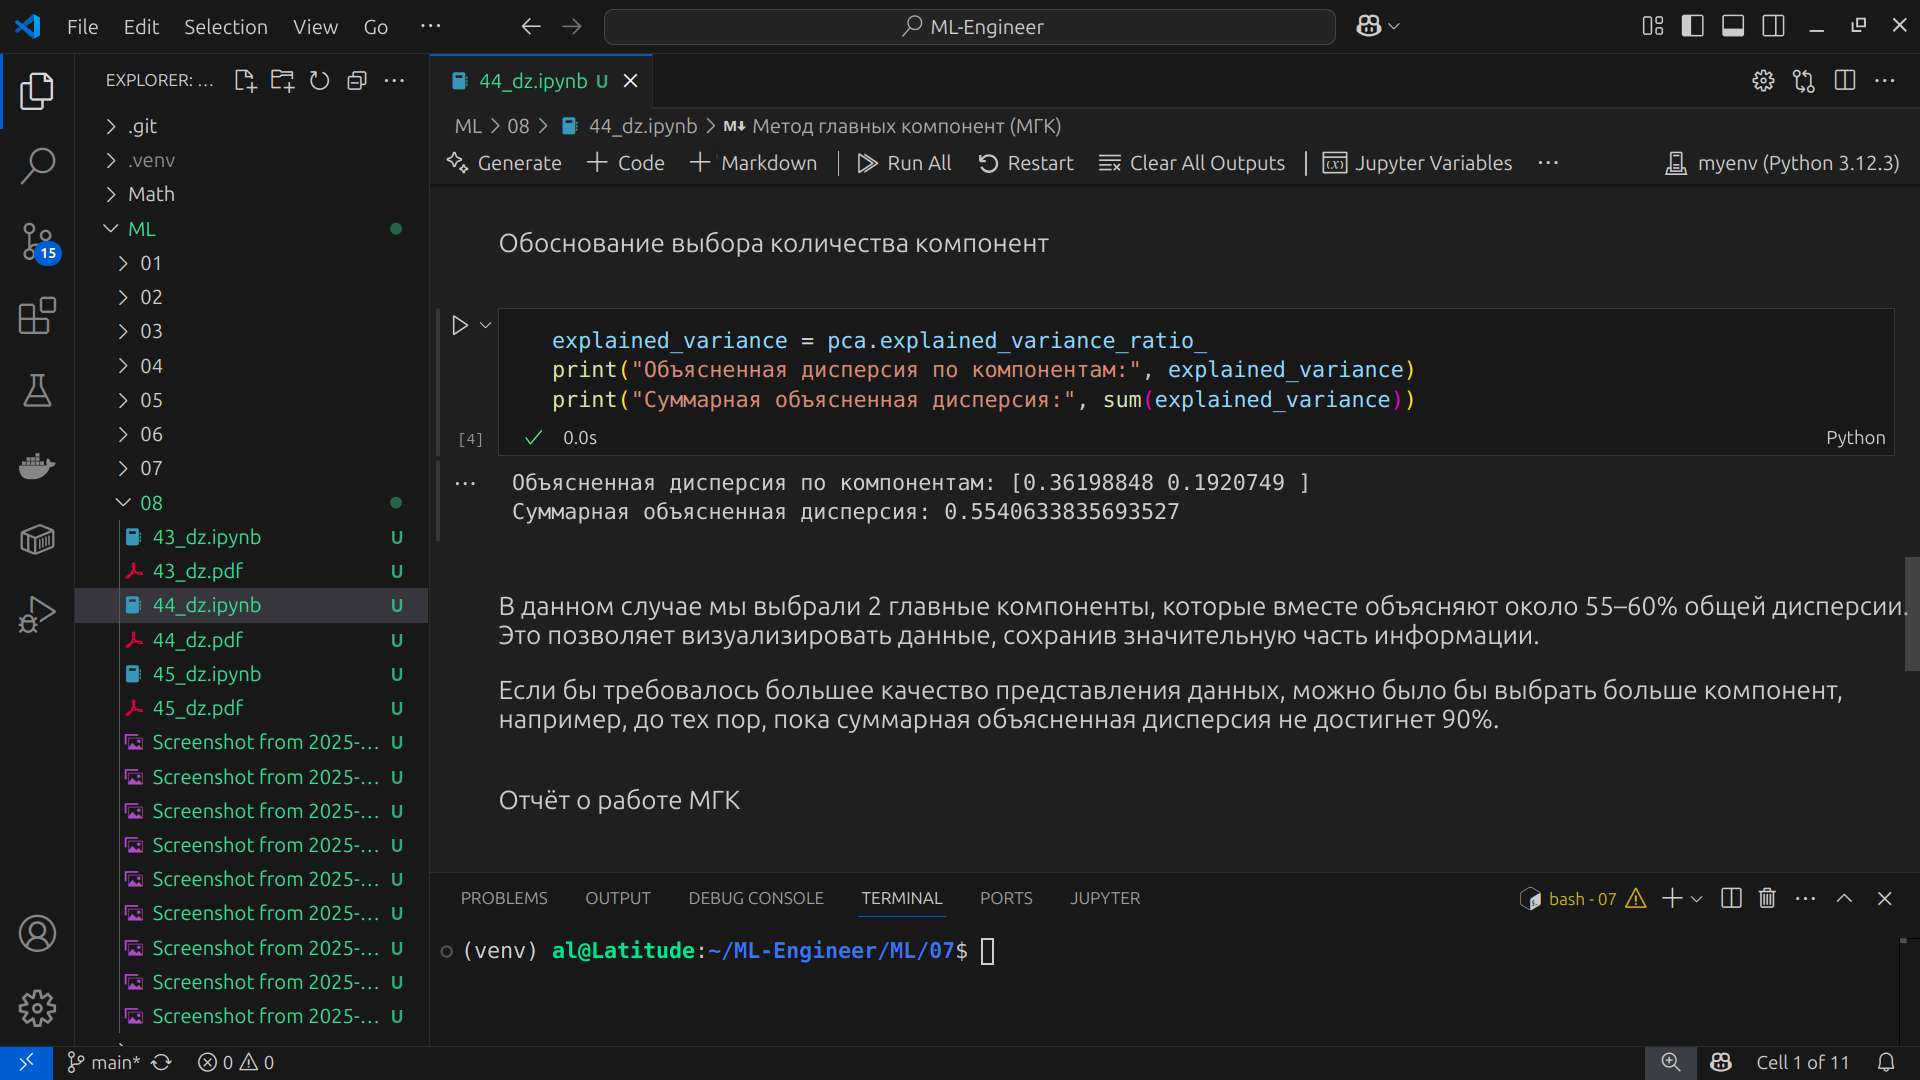 File Edit Selection View Go ··· ML-Engineer
EXPLORER: ...
.git
.venv
Math
ML
01
02
03
04
05
06
07
08
43_dz.ipynb U
43_dz.pdf U
44_dz.ipynb U
44_dz.pdf U
45_dz.ipynb U
45_dz.pdf U
Screenshot from 2025-... U
Screenshot from 2025-... U
Screenshot from 2025-... U
Screenshot from 2025-... U
Screenshot from 2025-... U
Screenshot from 2025-... U
Screenshot from 2025-... U
Screenshot from 2025-... U
Screenshot from 2025-... U
15
44_dz.ipynb U
ML > 08 > 44_dz.ipynb > M↓ Метод главных компонент (МГК)
Generate + Code + Markdown Run All Restart Clear All Outputs Jupyter Variables ··· myenv (Python 3.12.3)
Обоснование выбора количества компонент
explained_variance = pca.explained_variance_ratio_
print("Объясненная дисперсия по компонентам:", explained_variance)
print("Суммарная объясненная дисперсия:", sum(explained_variance))
[4] 0.0s Python
Объясненная дисперсия по компонентам: [0.36198848 0.1920749 ]
Суммарная объясненная дисперсия: 0.5540633835693527
В данном случае мы выбрали 2 главные компоненты, которые вместе объясняют около 55–60% общей дисперсии.
Это позволяет визуализировать данные, сохранив значительную часть информации.
Если бы требовалось большее качество представления данных, можно было бы выбрать больше компонент,
например, до тех пор, пока суммарная объясненная дисперсия не достигнет 90%.
Отчёт о работе МГК
PROBLEMS OUTPUT DEBUG CONSOLE TERMINAL PORTS JUPYTER bash - 07
(venv) al@Latitude:~/ML-Engineer/ML/07$
main* 0 0 Cell 1 of 11